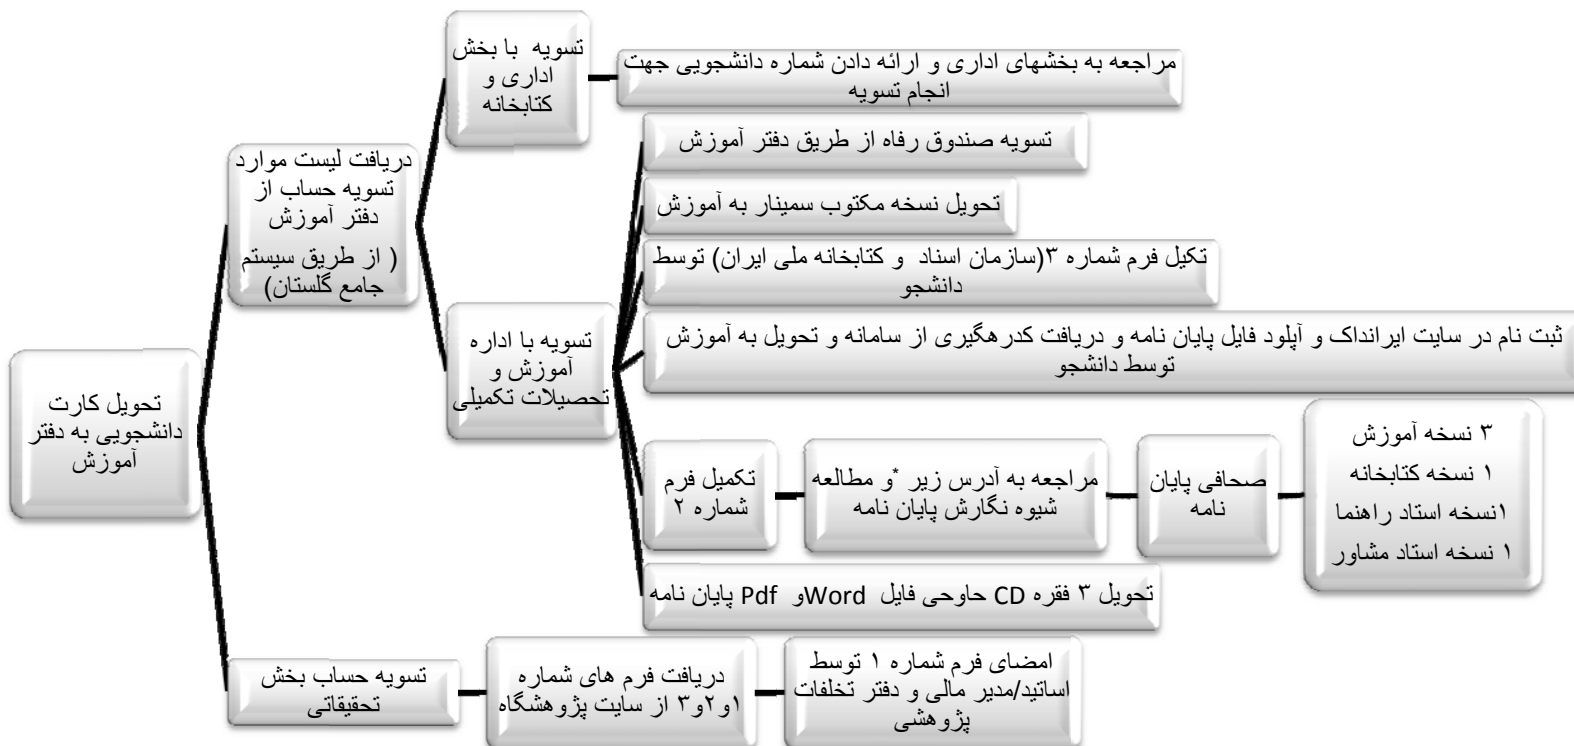 تسویه با بخش
اداری و
کتابخانه
مراجعه به بخشهای اداری و ارائه دادن شماره دانشجویی جهت
انجام تسویه
تسویه صندوق رفاه از طریق دفتر آموزش
دریافت لیست موارد
تسویه حساب از
دفتر آموزش
( از طریق سیستم
جامع گلستان)
تحویل نسخه مکتوب سمینار به آموزش
تکیل فرم شماره ۳(سازمان اسناد و کتابخانه ملی ایران) توسط
دانشجو
تسویه با اداره
آموزش و
تحصیلات تکمیلی
ثبت نام در سایت ایرانداک و آپلود فایل پایان نامه و دریافت کدرهگیری از سامانه و تحویل به آموزش
توسط دانشجو
تحویل کارت
دانشجویی به دفتر
آموزش
تکمیل فرم
شماره ۲
مراجعه به آدرس زیر *و مطالعه
شیوه نگارش پایان نامه
صحافی پایان
نامه
۳ نسخه آموزش
۱ نسخه کتابخانه
۱نسخه استاد راهنما
۱ نسخه استاد مشاور
تحویل ۳ فقره CD حاوحی فایل Wordو Pdf پایان نامه
تسویه حساب بخش
تحقیقاتی
دریافت فرم های شماره
۱و۲و۳ از سایت پژوهشگاه
امضای فرم شماره ۱ توسط
اساتید/مدیر مالی و دفتر تخلفات
پژوهشی